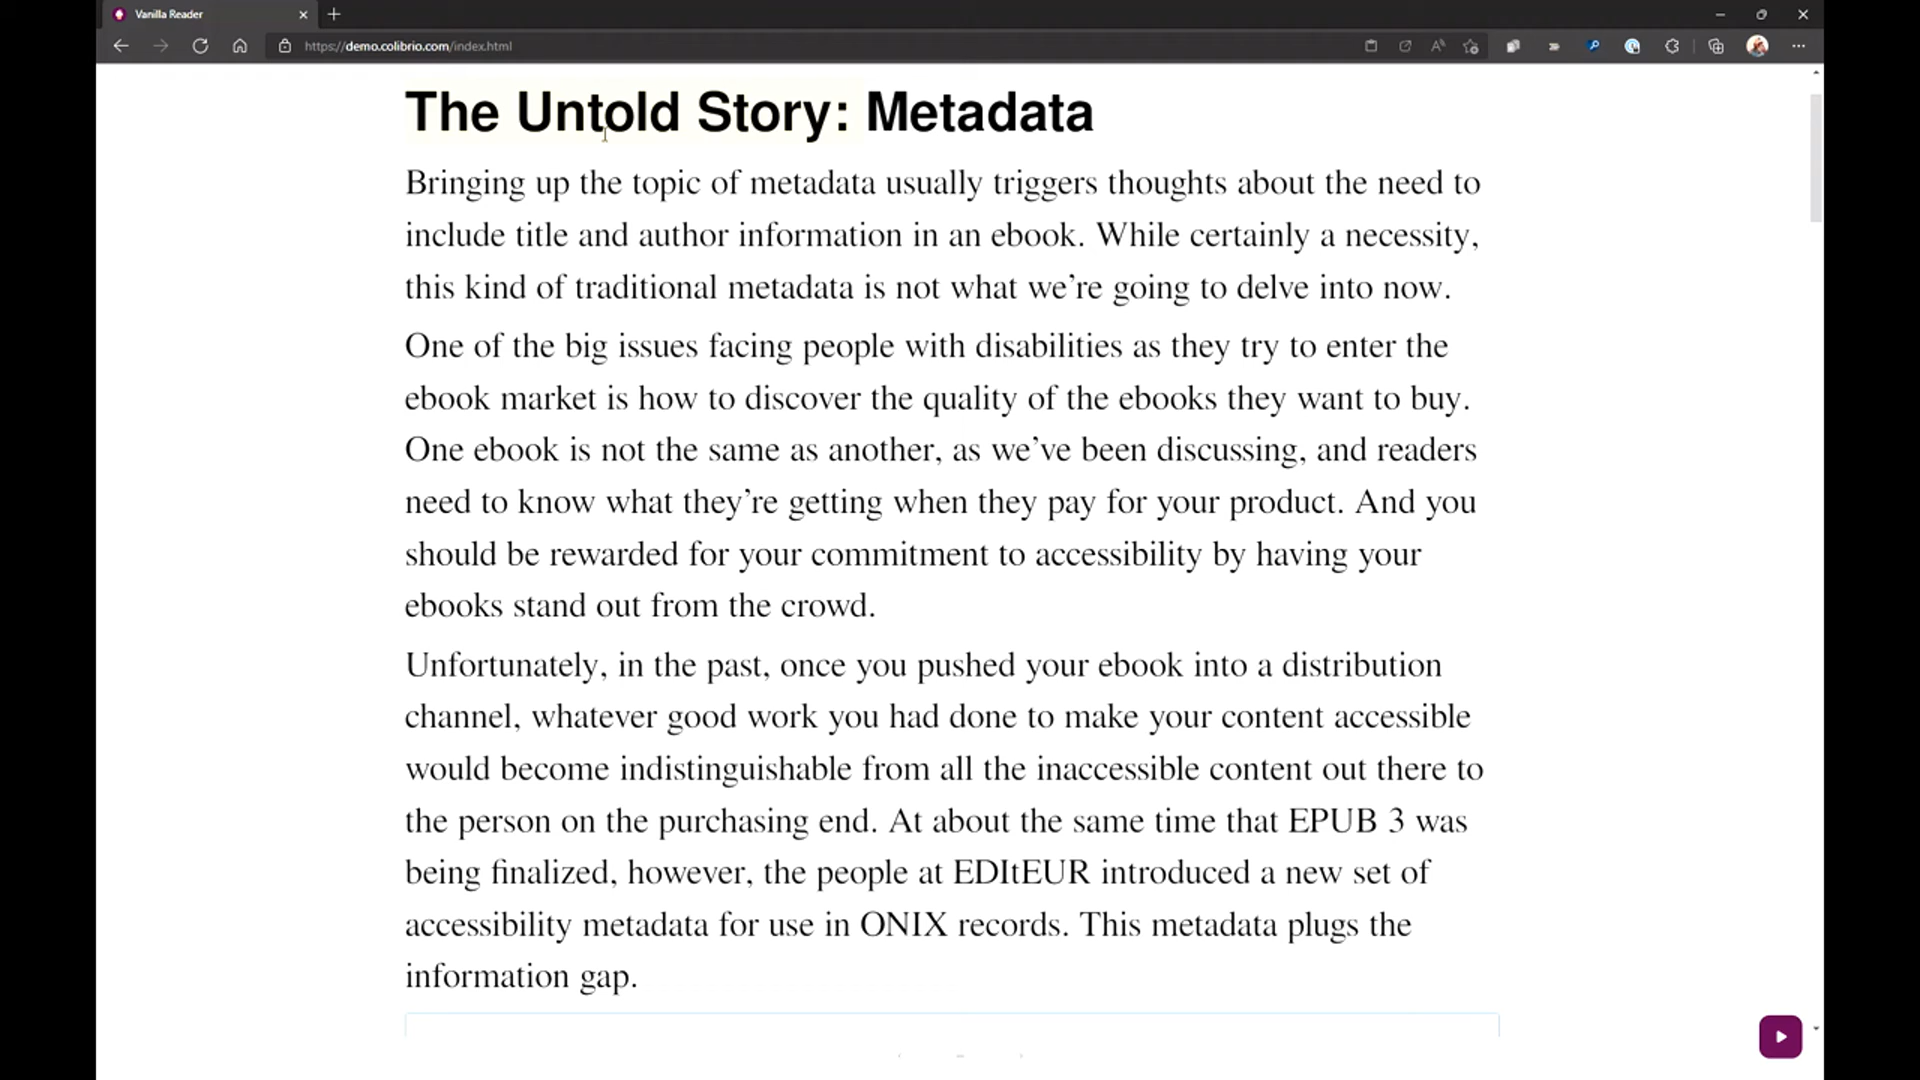 Vanilla Reader
https://demo.colibrio.com/index.html
The Untold Story: Metadata
Bringing up the topic of metadata usually triggers thoughts about the need to
include title and author information in an ebook. While certainly a necessity,
this kind of traditional metadata is not what we’re going to delve into now.
One of the big issues facing people with disabilities as they try to enter the
ebook market is how to discover the quality of the ebooks they want to buy.
One ebook is not the same as another, as we’ve been discussing, and readers
need to know what they’re getting when they pay for your product. And you
should be rewarded for your commitment to accessibility by having your
ebooks stand out from the crowd.
Unfortunately, in the past, once you pushed your ebook into a distribution
channel, whatever good work you had done to make your content accessible
would become indistinguishable from all the inaccessible content out there to
the person on the purchasing end. At about the same time that EPUB 3 was
being finalized, however, the people at EDItEUR introduced a new set of
accessibility metadata for use in ONIX records. This metadata plugs the
information gap.